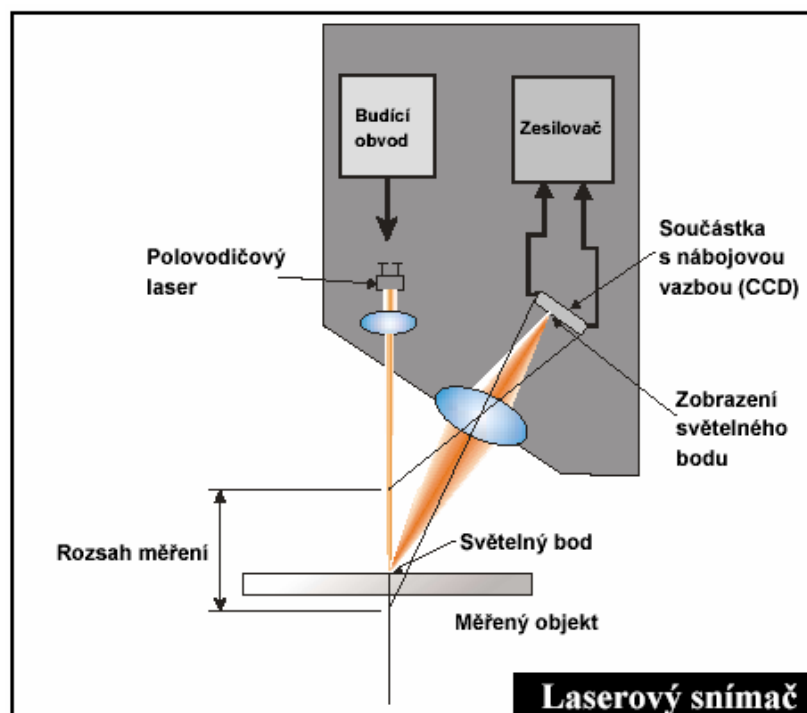 Budící
obvod
Zesilovač
Součástka
s nábojovou
vazbou (CCD)
Polovodičový
laser
Zobrazení
světelného
bodu
Světelný bod
Rozsah měření
Měřený objekt
Laserový snímač